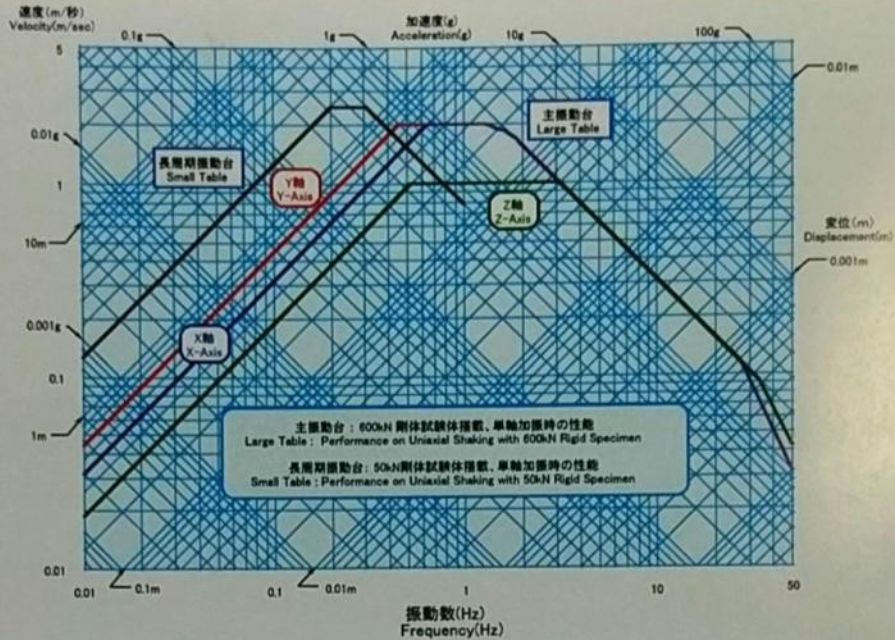 速度(m/秒)
Velocity(m/sec)
加速度(g)
Acceleration(g)
0.1g
1g
10g
100g
5
0.01m
0.01g
主振動台
Large Table
長周期振動台
Small Table
Y軸
Y-Axis
1
Z軸
Z-Axis
変位(m)
Displacement(m)
10m
0.001m
0.001g
X軸
X-Axis
0.1
1m
主振動台 : 600kN 剛体試験体搭載、単軸加振時の性能
Large Table : Performance on Uniaxial Shaking with 600kN Rigid Specimen
長周期振動台 : 50kN剛体試験体搭載、単軸加振時の性能
Small Table : Performance on Uniaxial Shaking with 50kN Rigid Specimen
0.01
0.01
0.1m
0.1
0.01m
1
10
50
振動数(Hz)
Frequency(Hz)